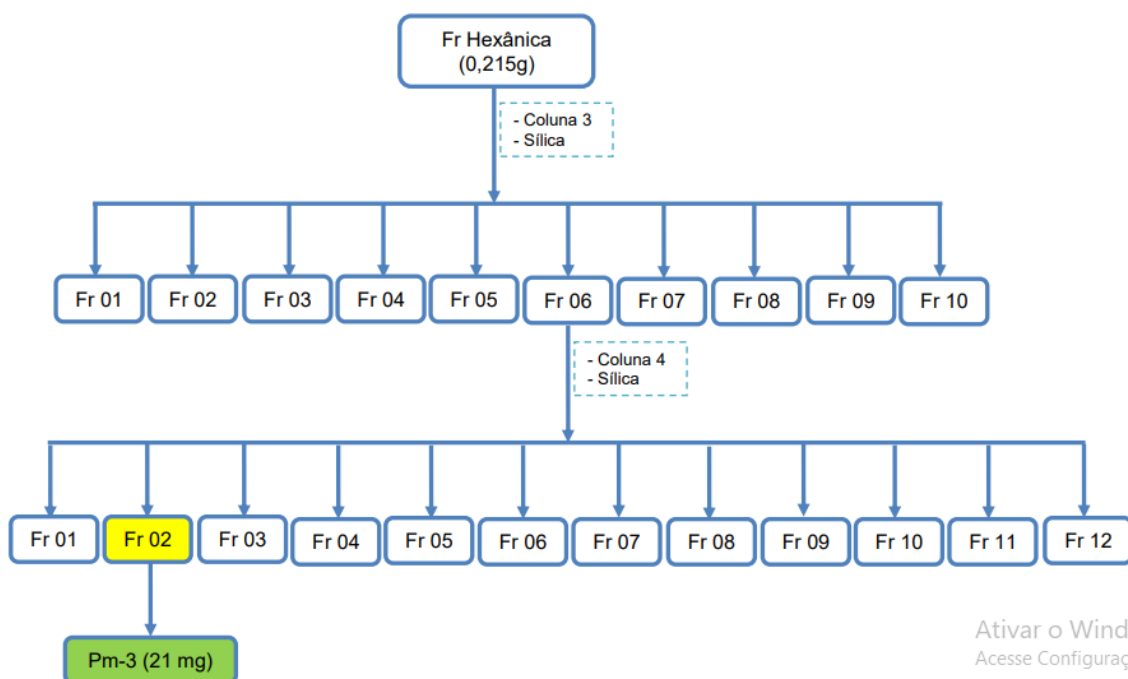 Fr Hexânica
(0,215g)
- Coluna 3
- Sílica
Fr 01
Fr 02
Fr 03
Fr 04
Fr 05
Fr 06
Fr 07
Fr 08
Fr 09
Fr 10
- Coluna 4
- Sílica
Fr 01
Fr 02
Fr 03
Fr 04
Fr 05
Fr 06
Fr 07
Fr 08
Fr 09
Fr 10
Fr 11
Fr 12
Pm-3 (21 mg)
Ativar o Wind
Acesse Configuraç